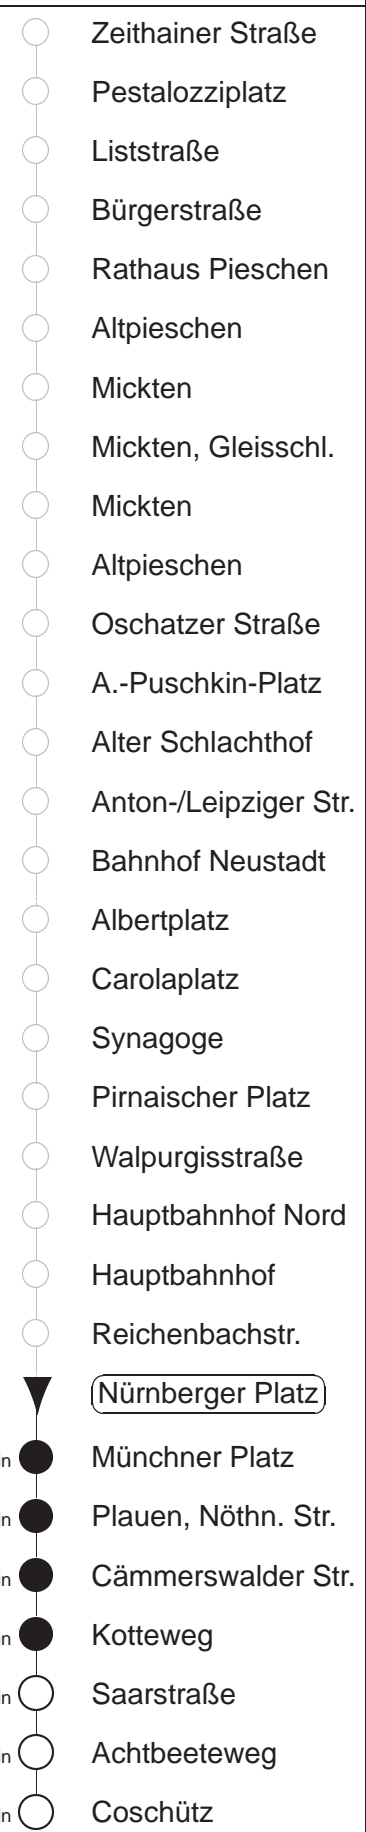 Zeithainer Straße
Pestalozziplatz
Liststraße
Bürgerstraße
Rathaus Pieschen
Altpieschen
Mickten
Mickten, Gleisschl.
Mickten
Altpieschen
Oschatzer Straße
A.-Puschkin-Platz
Alter Schlachthof
Anton-/Leipziger Str.
Bahnhof Neustadt
Albertplatz
Carolaplatz
Synagoge
Pirnaischer Platz
Walpurgisstraße
Hauptbahnhof Nord
Hauptbahnhof
Reichenbachstr.
Nürnberger Platz
Münchner Platz
Plauen, Nöthn. Str.
Cämmerswalder Str.
Kotteweg
Saarstraße
Achtbeeteweg
Coschütz